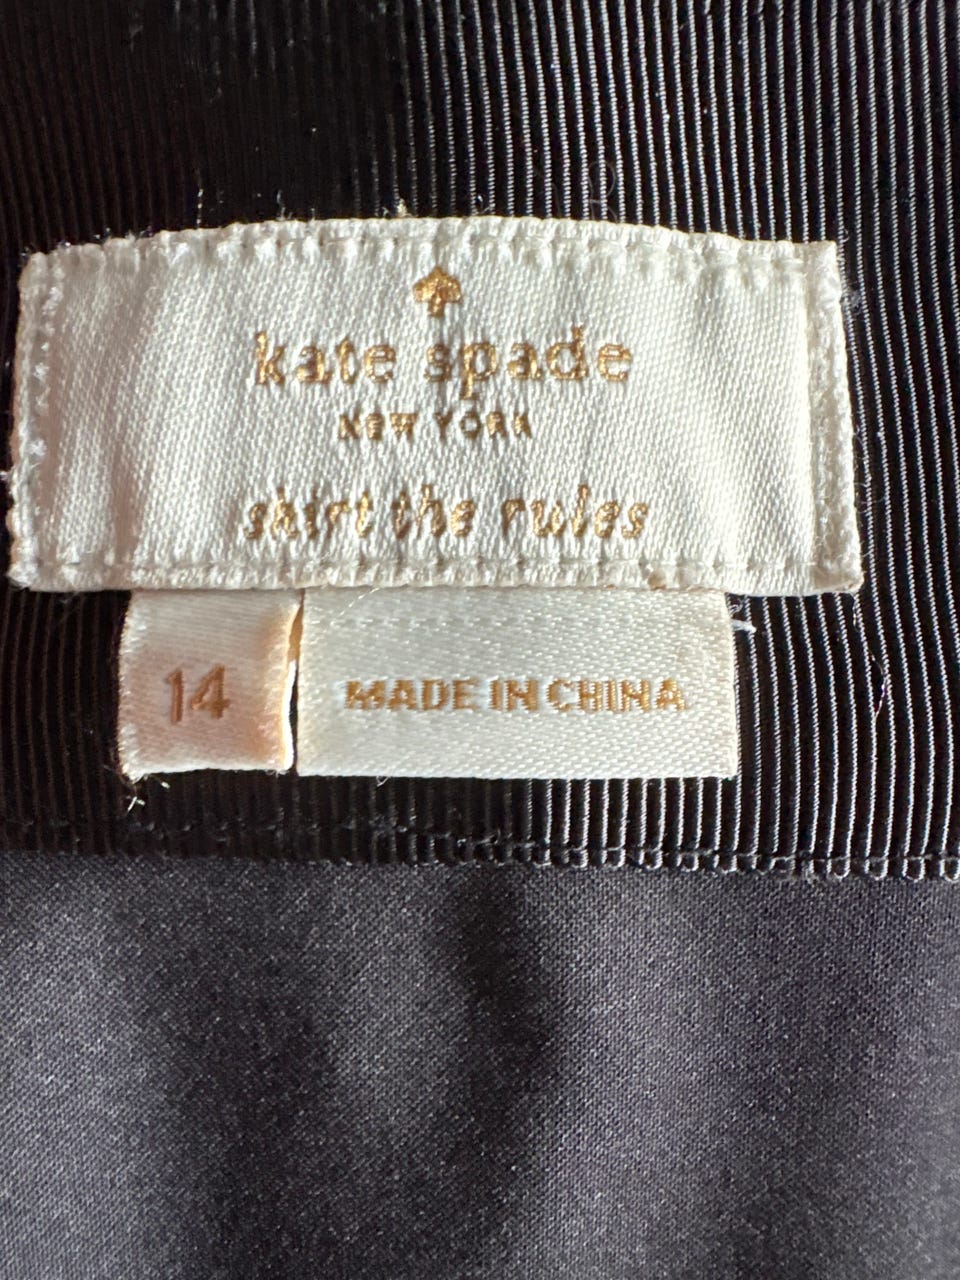 kate spade
NEW YORK
skirt the rules
14
MADE IN CHINA